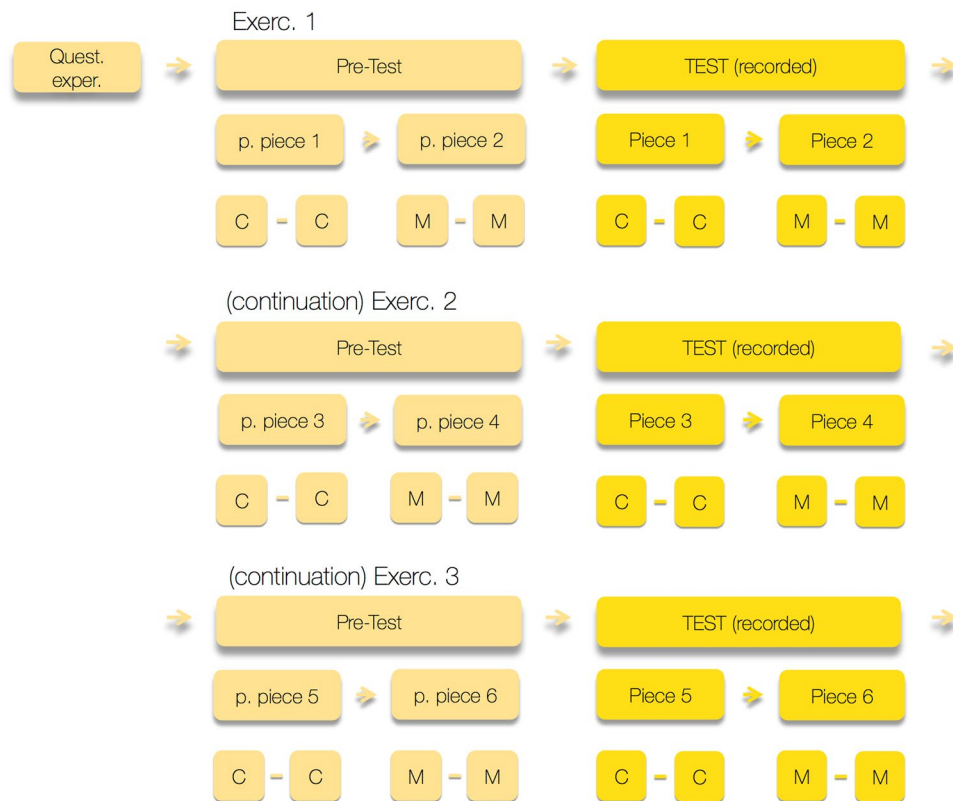 Exerc. 1
Quest.
exper.
Pre-Test
TEST (recorded)
p. piece 1
p. piece 2
Piece 1
Piece 2
C - C
M - M
C - C
M - M
(continuation) Exerc. 2
Pre-Test
TEST (recorded)
p. piece 3
p. piece 4
Piece 3
Piece 4
C - C
M - M
C - C
M - M
(continuation) Exerc. 3
Pre-Test
TEST (recorded)
p. piece 5
p. piece 6
Piece 5
Piece 6
C - C
M - M
C - C
M - M